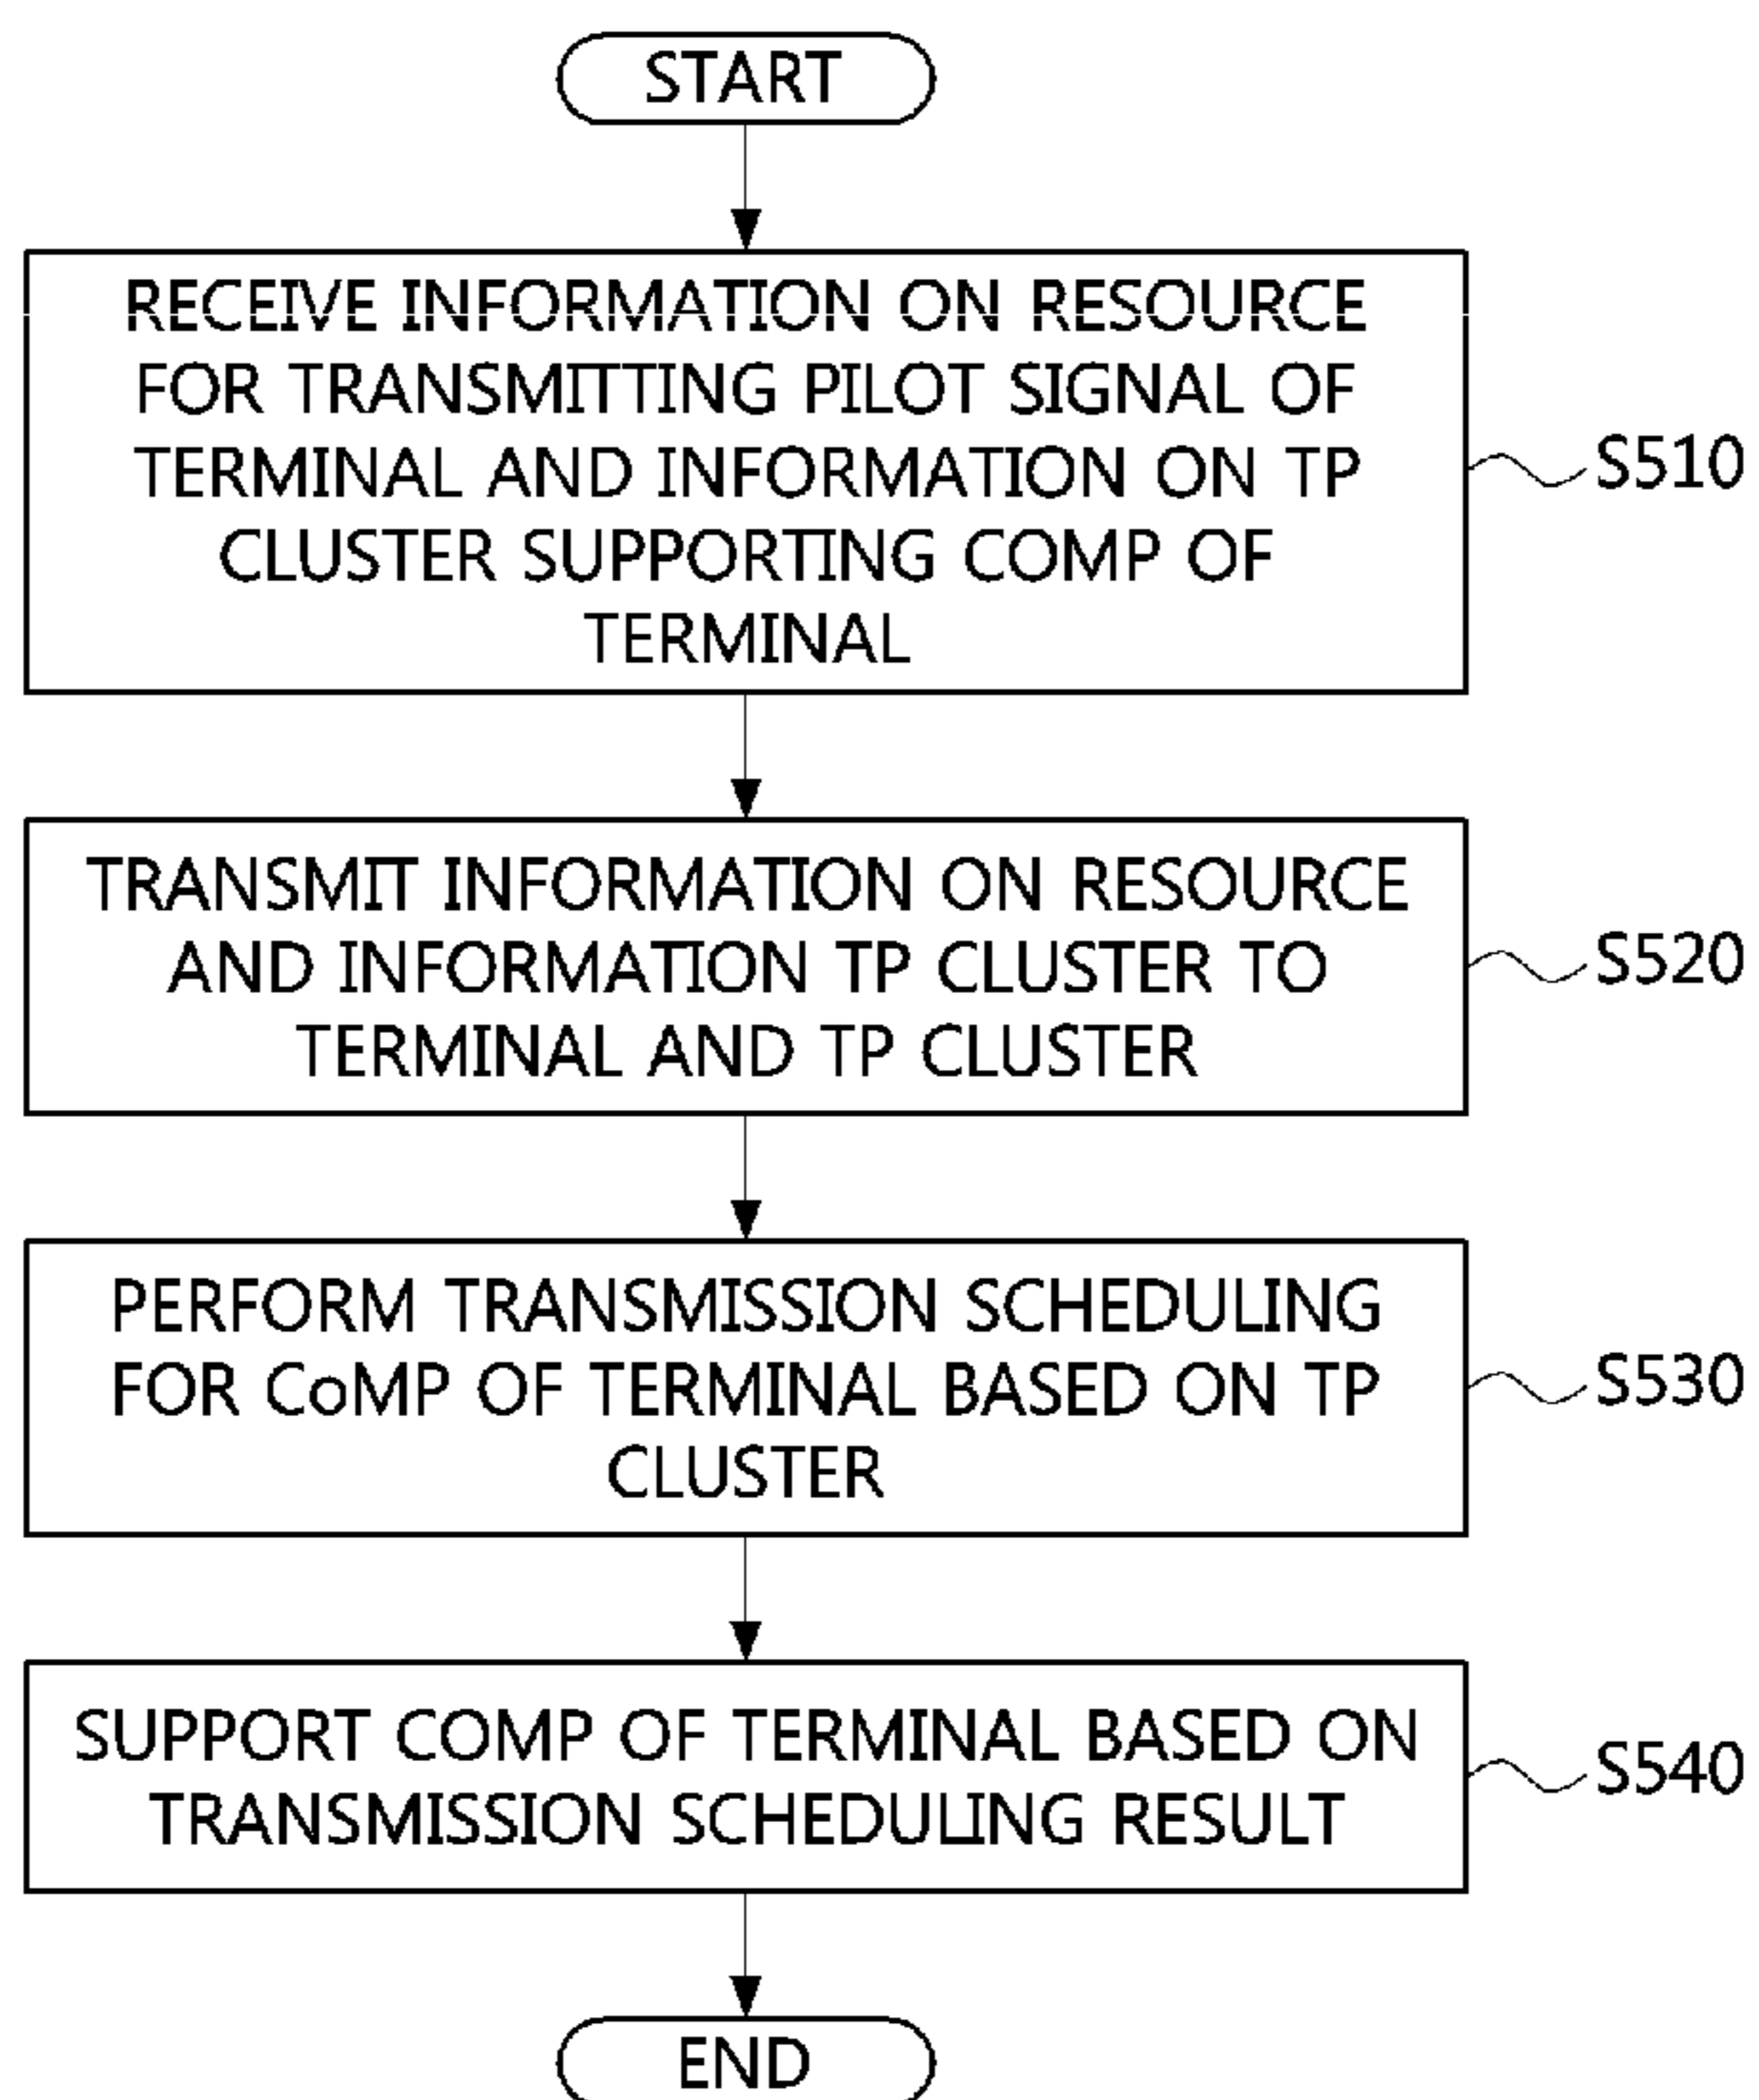 START
RECEIVE INFORMATION ON RESOURCE
FOR TRANSMITTING PILOT SIGNAL OF
TERMINAL AND INFORMATION ON TP
CLUSTER SUPPORTING COMP OF
TERMINAL
S510
TRANSMIT INFORMATION ON RESOURCE
AND INFORMATION TP CLUSTER TO
TERMINAL AND TP CLUSTER
S520
PERFORM TRANSMISSION SCHEDULING
FOR CoMP OF TERMINAL BASED ON TP
CLUSTER
S530
SUPPORT COMP OF TERMINAL BASED ON
TRANSMISSION SCHEDULING RESULT
S540
END